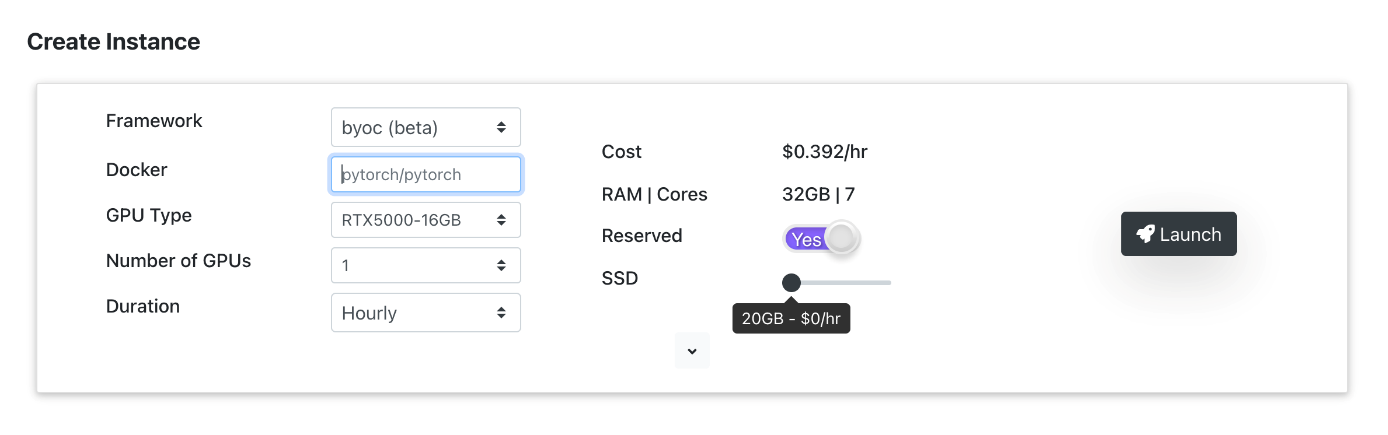 Create Instance
Framework
byoc (beta)
Docker
pytorch/pytorch
GPU Type
RTX5000-16GB
Number of GPUs
1
Duration
Hourly
Cost
$0.392/hr
RAM | Cores
32GB | 7
Reserved
Yes
SSD
20GB - $0/hr
Launch